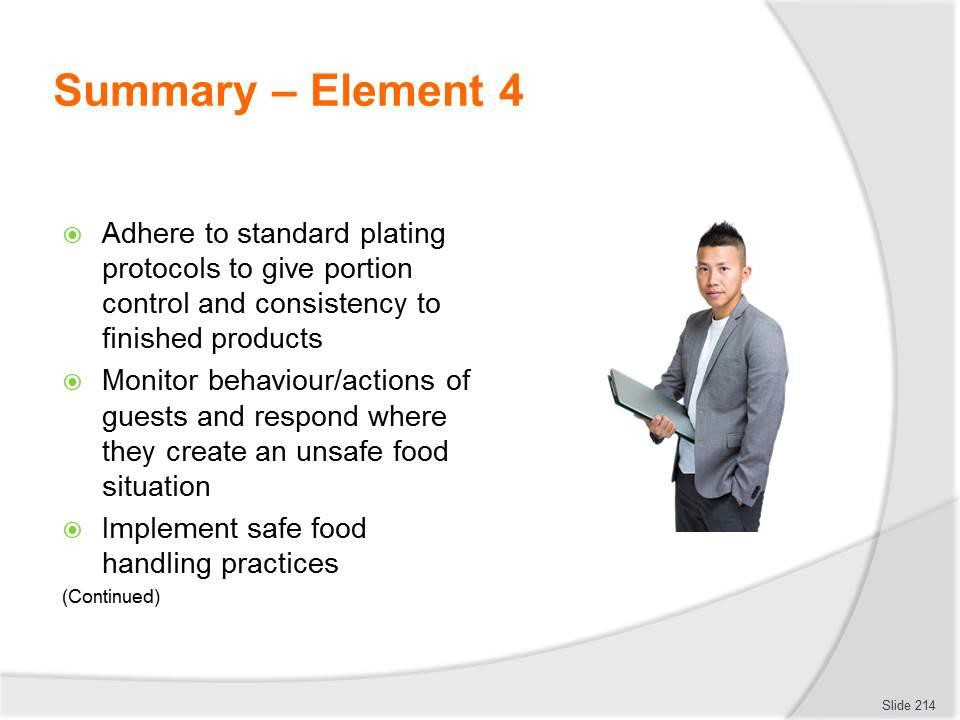 Summary – Element 4
Adhere to standard plating
protocols to give portion
control and consistency to
finished products
Monitor behaviour/actions of
guests and respond where
they create an unsafe food
situation
Implement safe food
handling practices
(Continued)
Slide 214